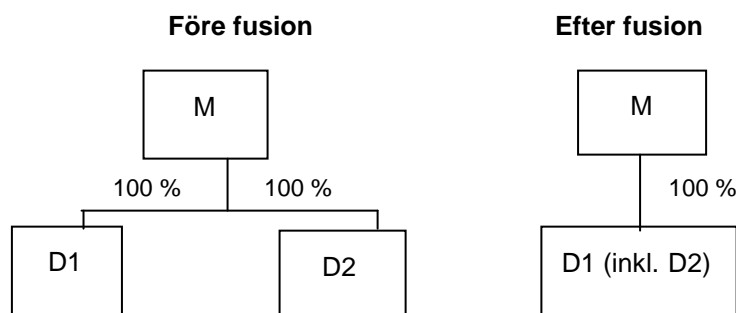 Före fusion
Efter fusion
M
M
100 %
100 %
100 %
D1
D2
D1 (inkl. D2)